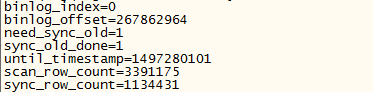 binlog_index=0
binlog_offset=267862964
need_sync_old=1
sync_old_done=1
until_timestamp=1497280101
scan_row_count=3391175
sync_row_count=1134431